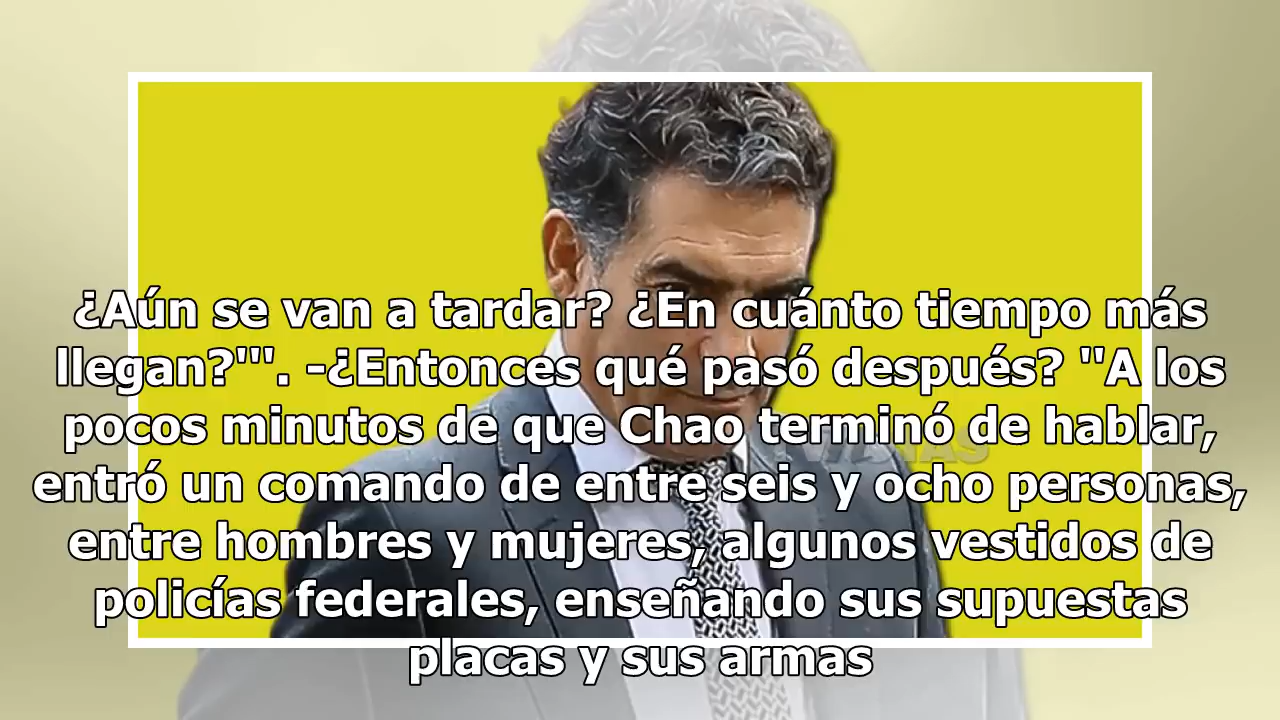 ¿Aún se van a tardar? ¿En cuánto tiempo más
llegan?'''. -¿Entonces qué pasó después? ''A los
pocos minutos de que Chao terminó de hablar,
entró un comando de entre seis y ocho personas,
entre hombres y mujeres, algunos vestidos de
policías federales, enseñando sus supuestas
placas y sus armas